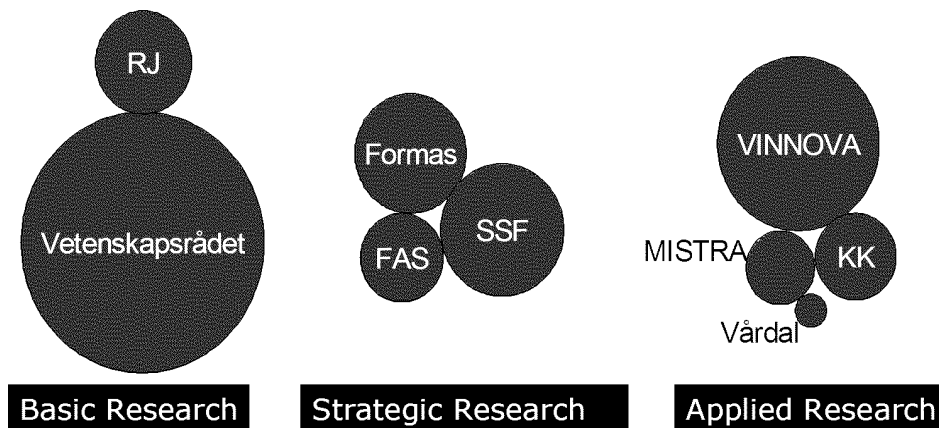 RJ
Vetenskapsrådet
Basic Research
Formas
SSF
FAS
Strategic Research
VINNOVA
MISTRA
KK
Vårdal
Applied Research